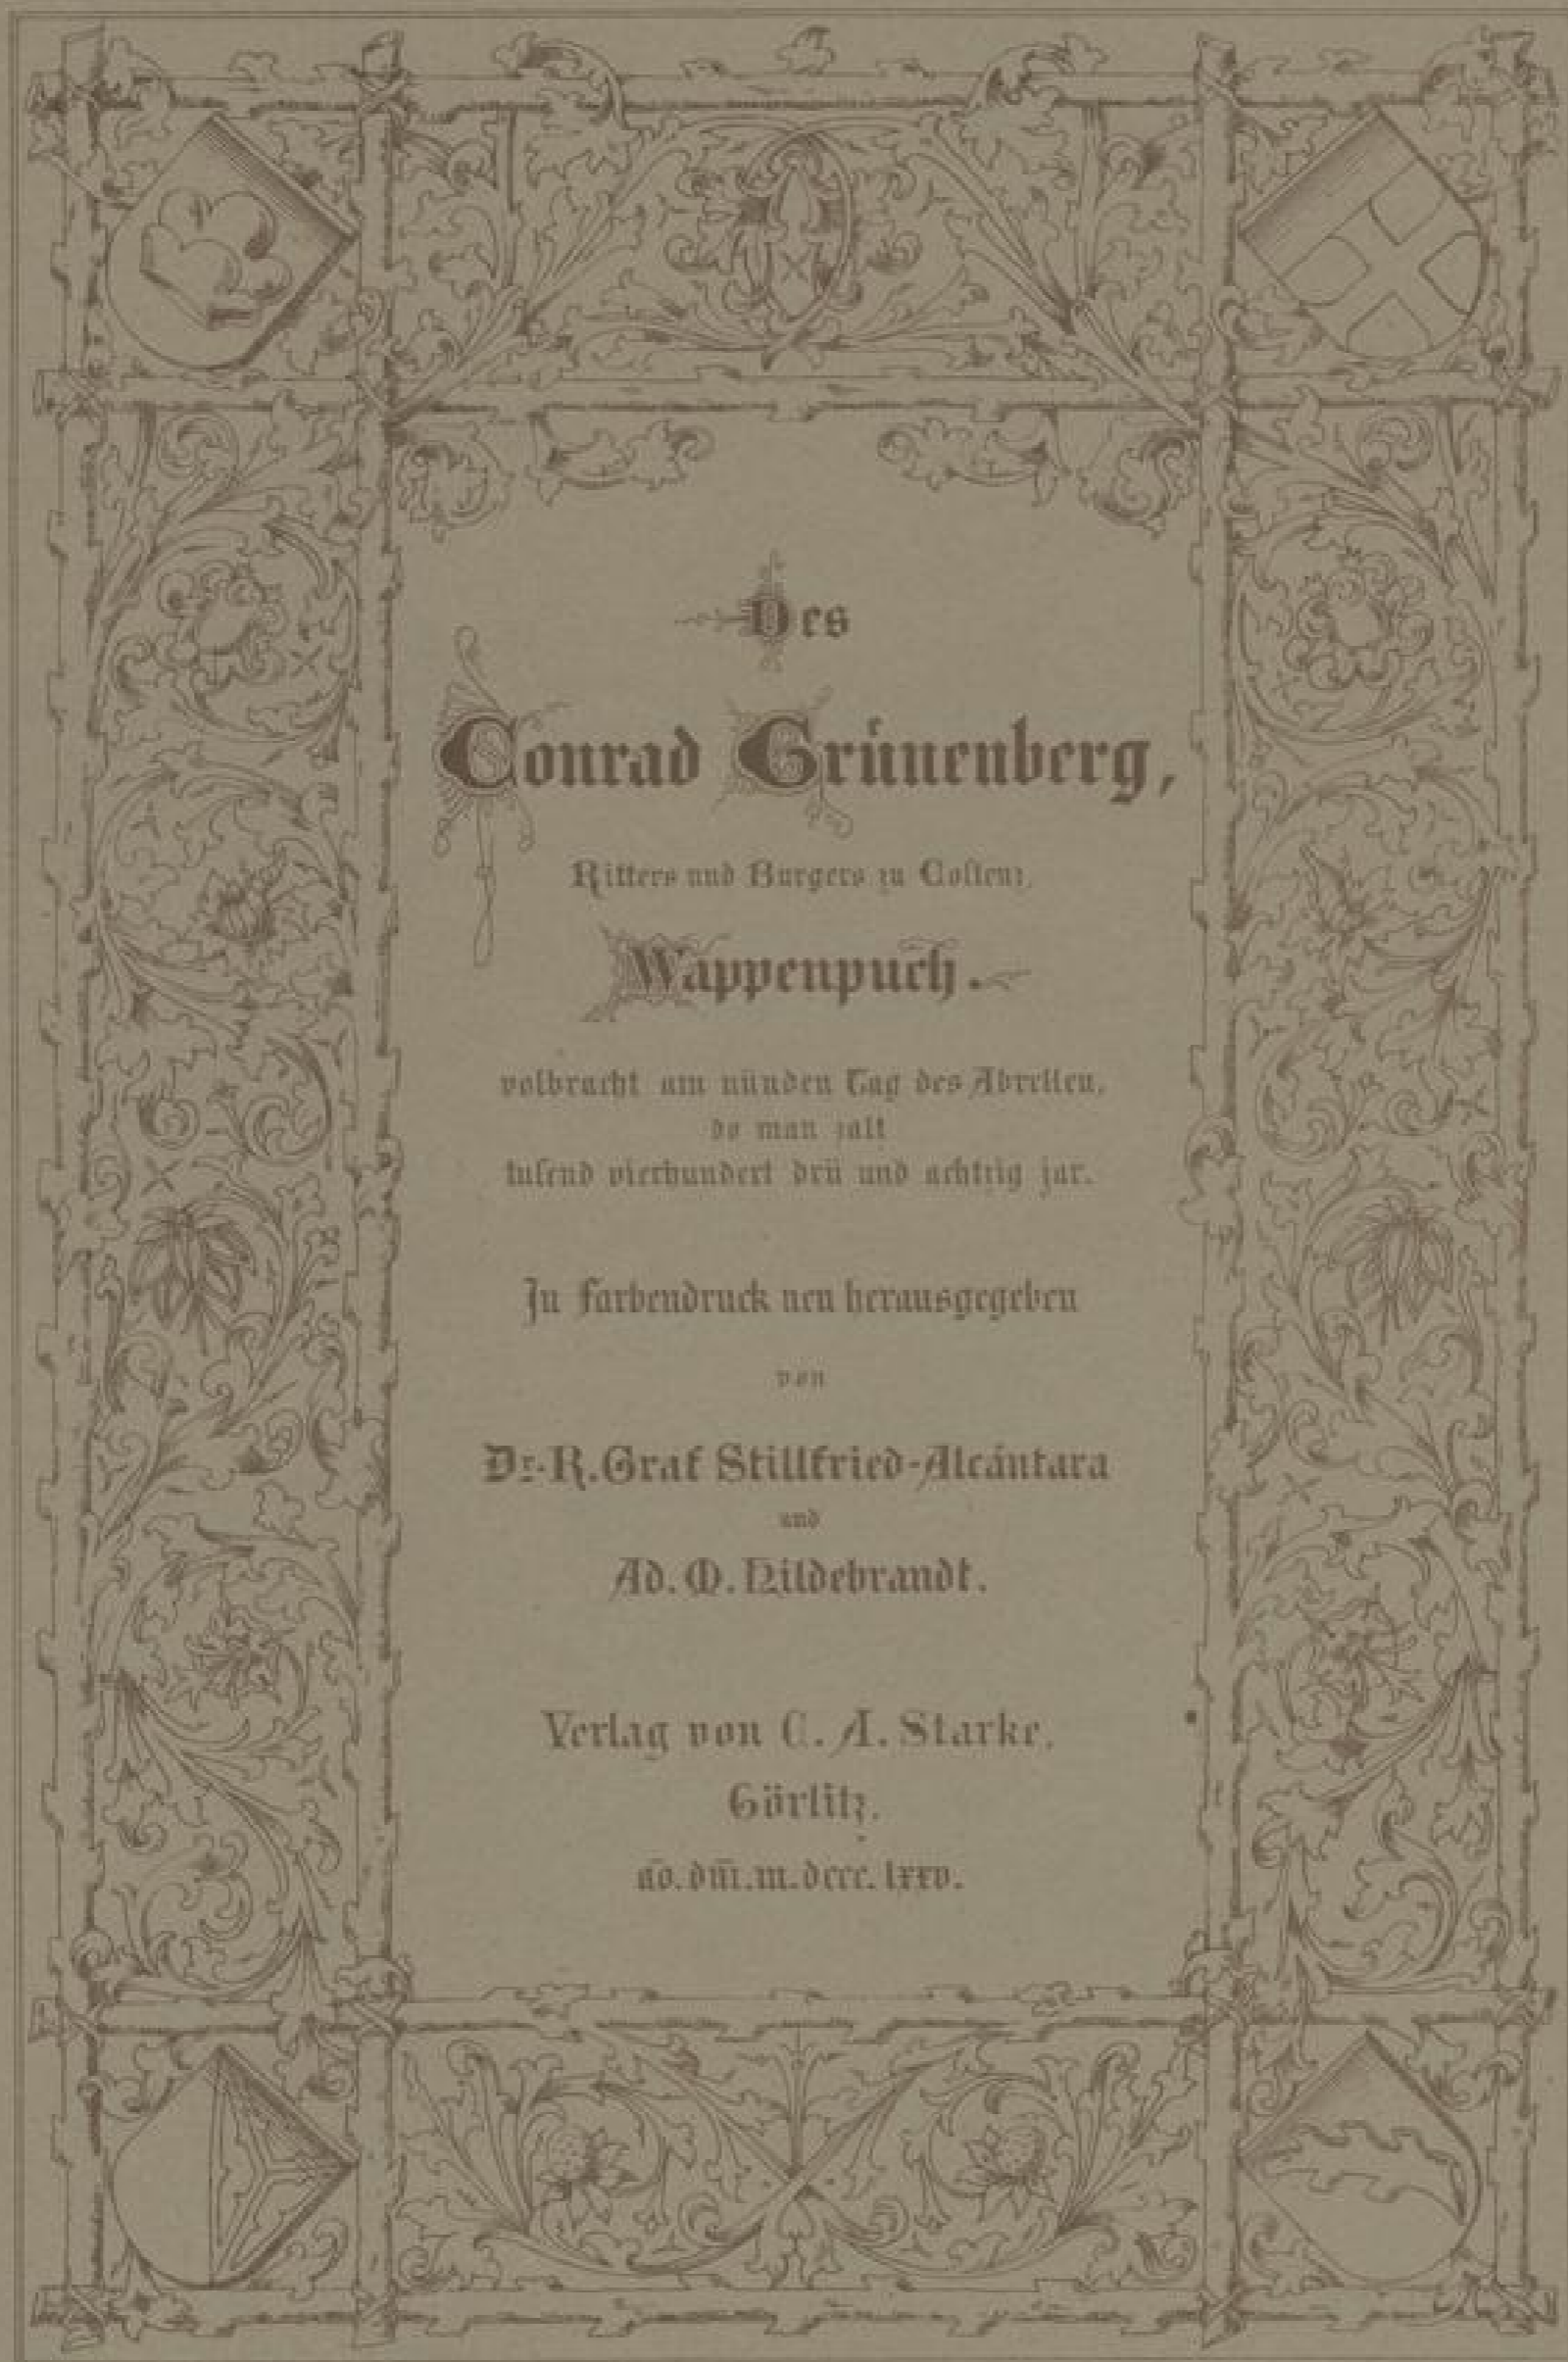 Des
Conrad Grünenberg,
Ritters und Burgers zu Costenz,
Wappenpuch.
volbracht am nünden Tag des Abrellen,
do man zalt
tusend vierhundert drü und achtzig jar.
In Farbendruck neu herausgegeben
von
Dr. R. Graf Stillfried-Alcántara
und
Ad. M. Hildebrandt.
Verlag von C. A. Starke,
Görlitz.
āo. dm̄. m. dccc. lxxv.